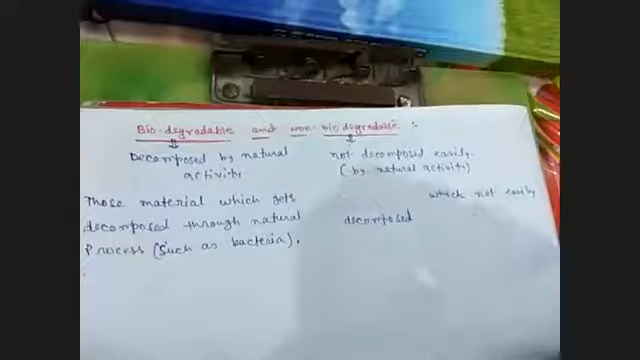 Bio-degradable and non-biodegradable :-
Decomposed by natural
activity
not decomposed easily.
(by natural activity)
Those material which gets
decomposed through natural
Process (Such as bacteria).
which not easily
decomposed